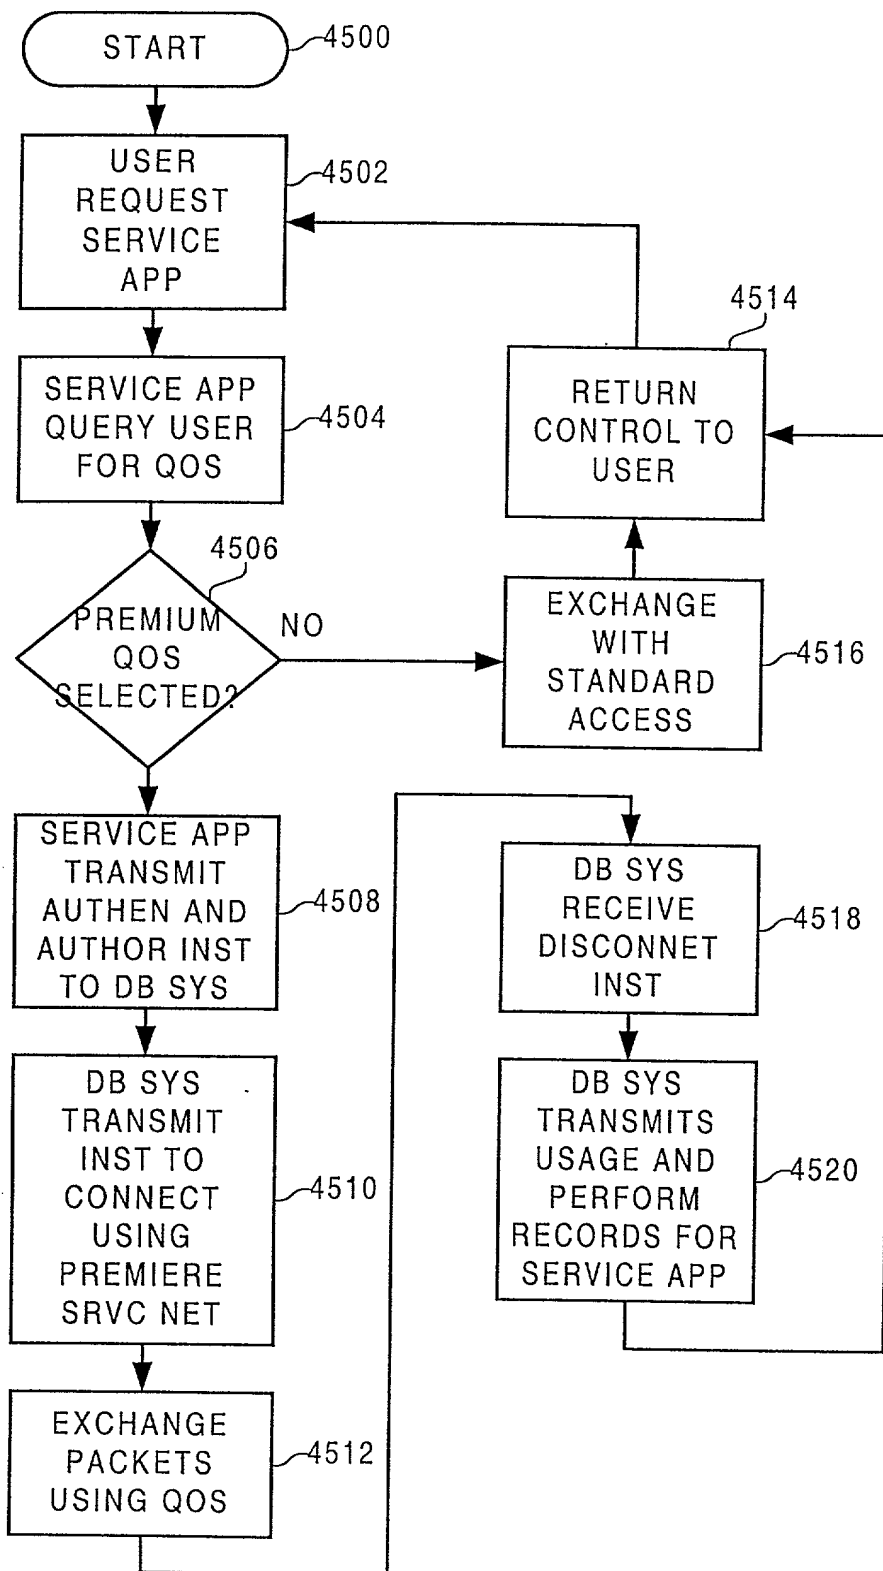 START
4500
USER
REQUEST
SERVICE
APP
4502
SERVICE APP
QUERY USER
FOR QOS
4504
PREMIUM
QOS
SELECTED?
4506
NO
SERVICE APP
TRANSMIT
AUTHEN AND
AUTHOR INST
TO DB SYS
4508
DB SYS
TRANSMIT
INST TO
CONNECT
USING
PREMIERE
SRVC NET
4510
EXCHANGE
PACKETS
USING QOS
4512
4514
RETURN
CONTROL TO
USER
EXCHANGE
WITH
STANDARD
ACCESS
4516
DB SYS
RECEIVE
DISCONNET
INST
4518
DB SYS
TRANSMITS
USAGE AND
PERFORM
RECORDS FOR
SERVICE APP
4520